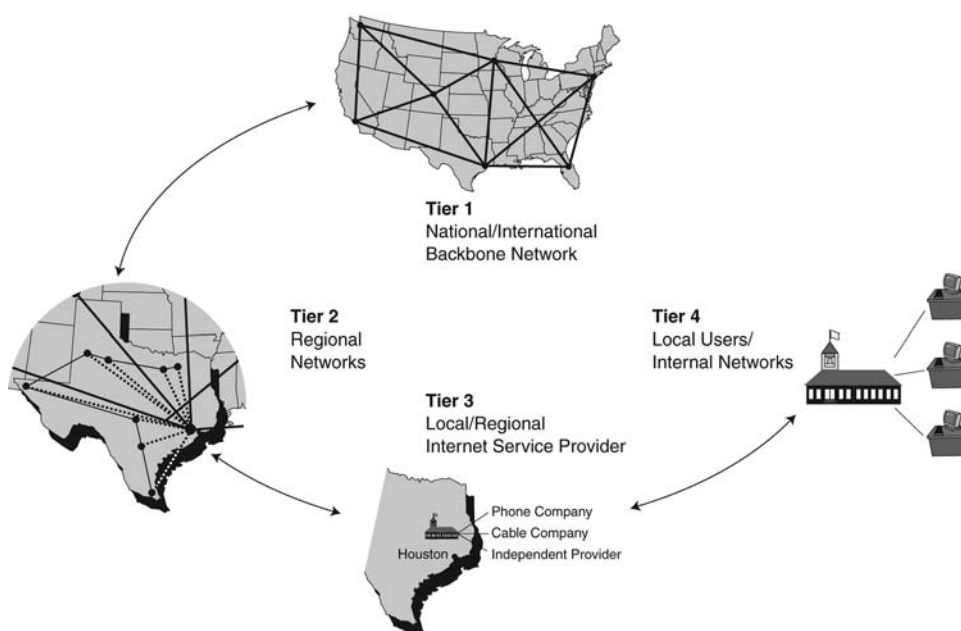 Tier 1
National/International
Backbone Network
Tier 2
Regional
Networks
Tier 3
Local/Regional
Internet Service Provider
Phone Company
Cable Company
Independent Provider
Houston
Tier 4
Local Users/
Internal Networks